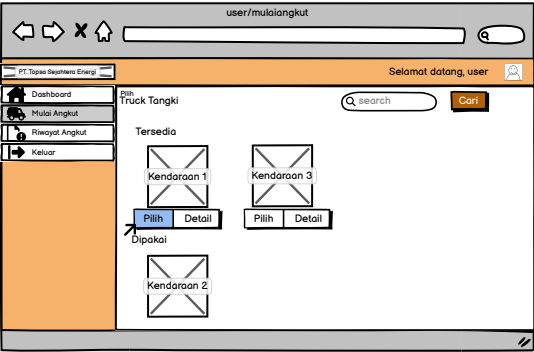 user/mulaiangkut
Selamat datang, user
PT. Topas Sejahtera Energi
Dashboard
Mulai Angkut
Riwayat Angkut
Keluar
Pilih
Truck Tangki
search
Cari
Tersedia
Kendaraan 1
Kendaraan 3
Pilih Detail
Pilih Detail
Dipakai
Kendaraan 2